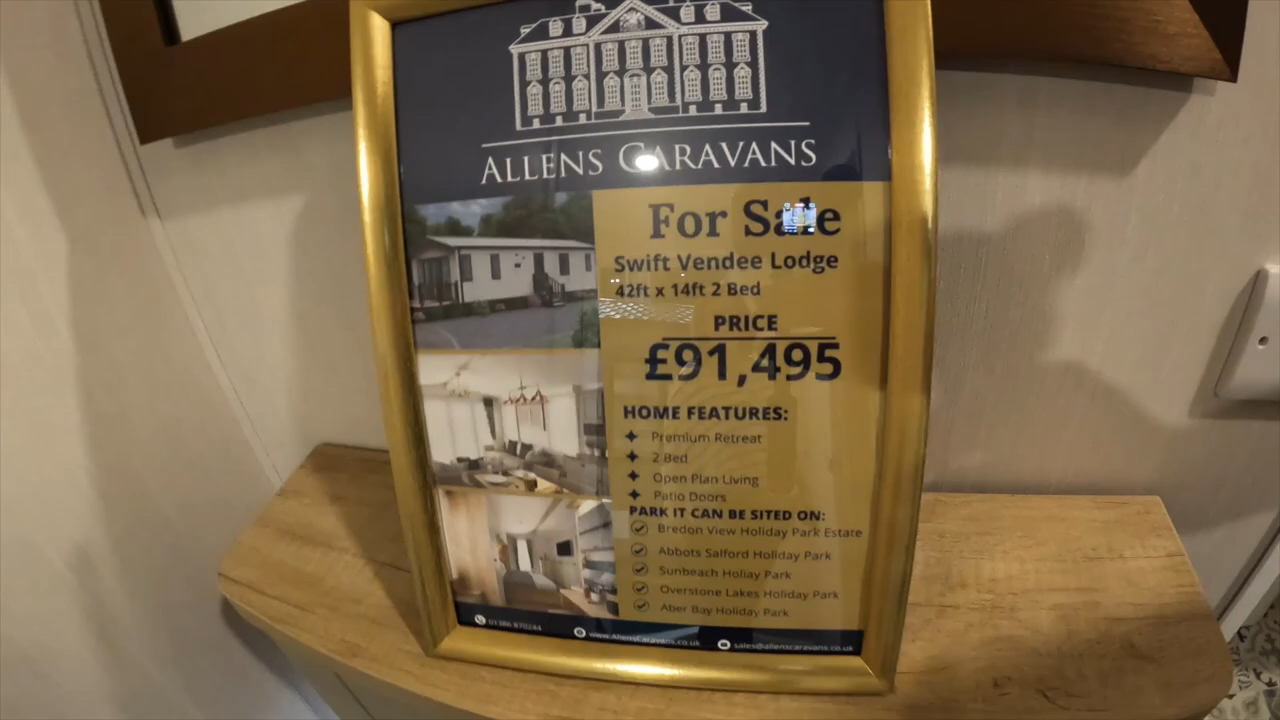 ALLENS CARAVANS
For Sale
Swift Vendee Lodge
42ft x 14ft 2 Bed
PRICE
£91,495
HOME FEATURES:
Premium Retreat
2 Bed
Open Plan Living
Patio Doors
PARK IT CAN BE SITED ON:
Bredon View Holiday Park Estate
Abbots Salford Holiday Park
Sunbeach Holiay Park
Overstone Lakes Holiday Park
Aber Bay Holiday Park
01386 870244 www.AllensCaravans.co.uk sales@allenscaravans.co.uk